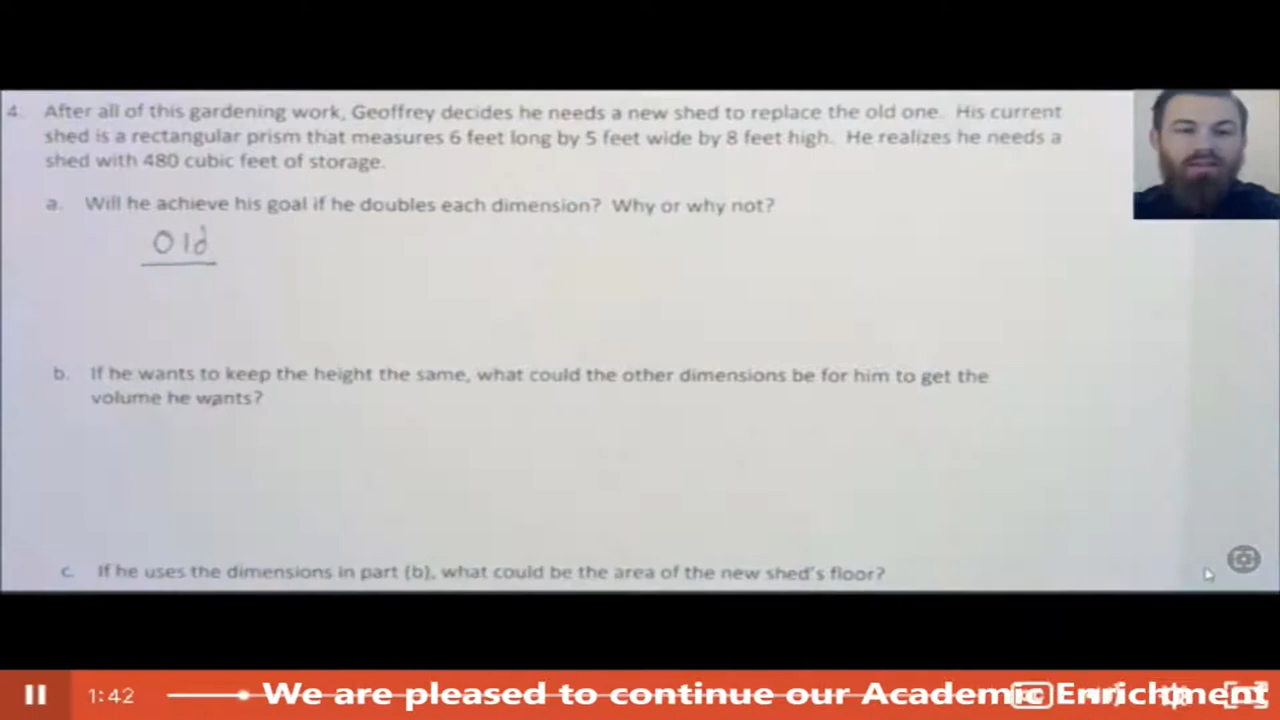 4. After all of this gardening work, Geoffrey decides he needs a new shed to replace the old one. His current
shed is a rectangular prism that measures 6 feet long by 5 feet wide by 8 feet high. He realizes he needs a
shed with 480 cubic feet of storage.
a. Will he achieve his goal if he doubles each dimension? Why or why not?
Old
b. If he wants to keep the height the same, what could the other dimensions be for him to get the
volume he wants?
c. If he uses the dimensions in part (b), what could be the area of the new shed's floor?
1:42
We are pleased to continue our Academic Enrichment